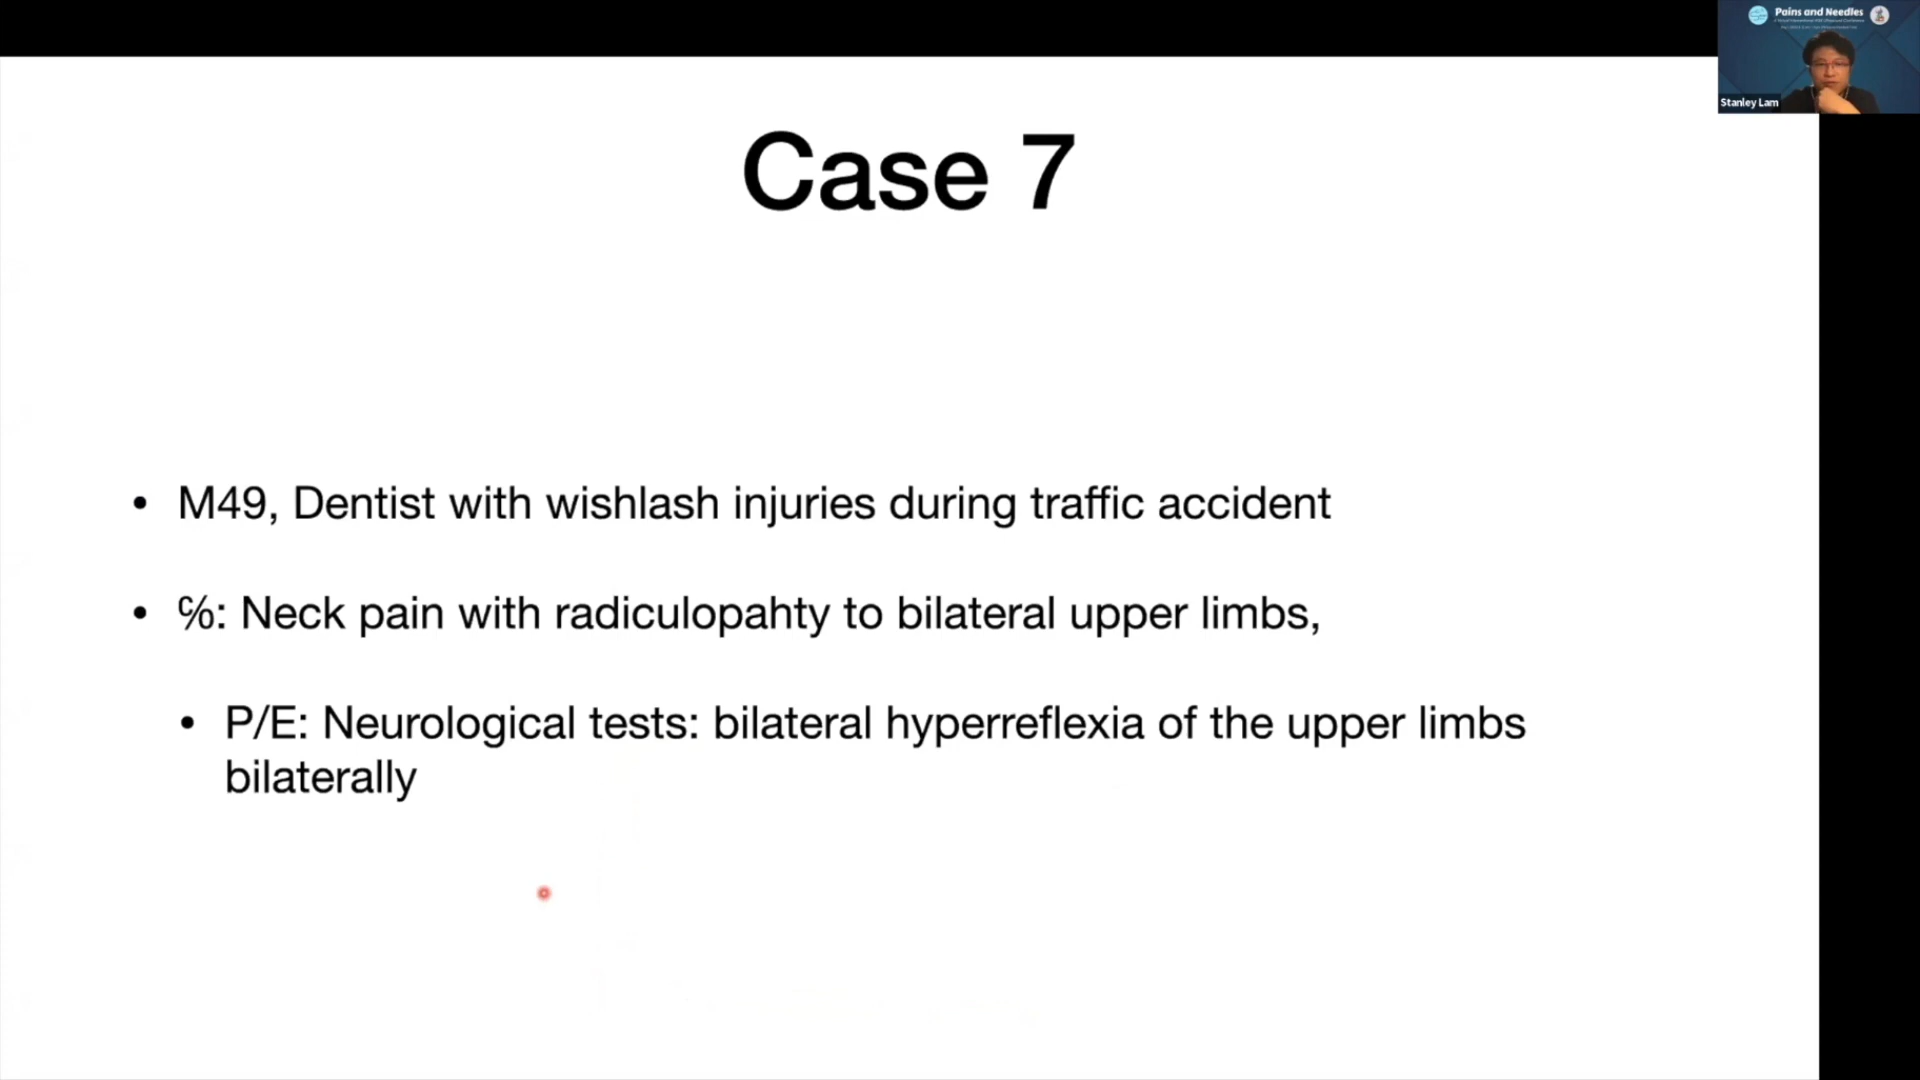 Pains and Needles
Stanley Lam
Case 7
• M49, Dentist with wishlash injuries during traffic accident
• ℅: Neck pain with radiculopahty to bilateral upper limbs,
• P/E: Neurological tests: bilateral hyperreflexia of the upper limbs
bilaterally